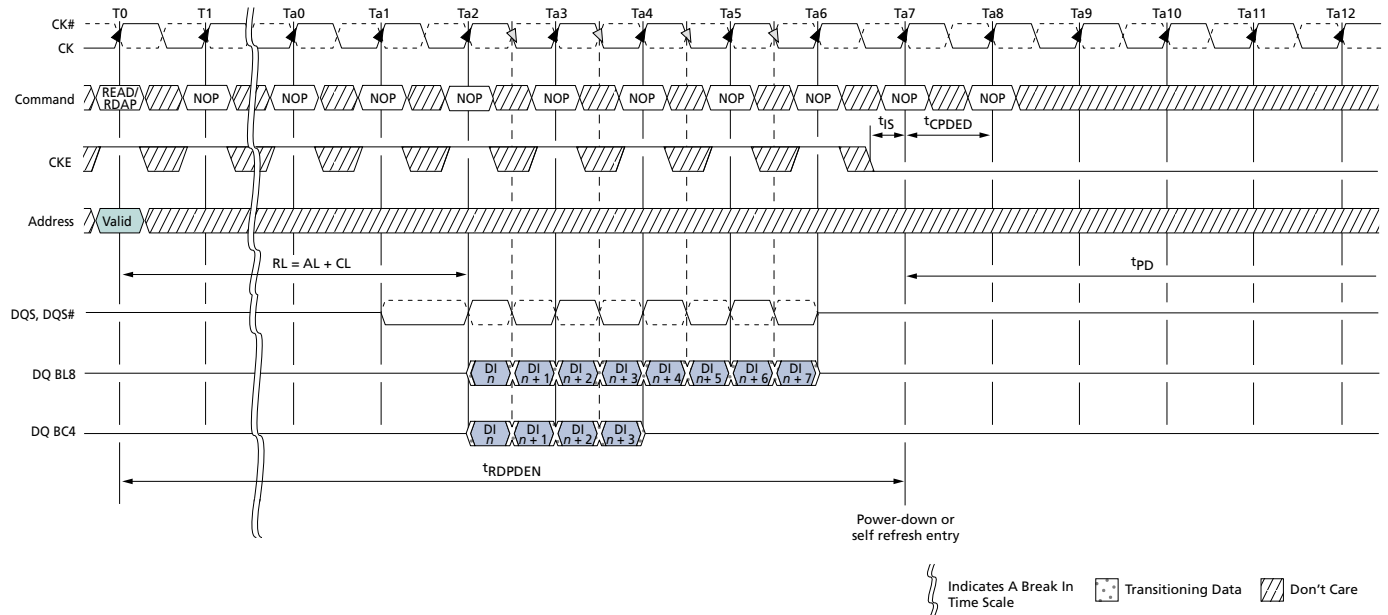 T0 T1 Ta0 Ta1 Ta2 Ta3 Ta4 Ta5 Ta6 Ta7 Ta8 Ta9 Ta10 Ta11 Ta12
CK#
CK
Command READ/ RDAP NOP NOP NOP NOP NOP NOP NOP NOP NOP NOP
tIS tCPDED
CKE
Address Valid
RL = AL + CL tPD
DQS, DQS#
DQ BL8 DI n DI n + 1 DI n + 2 DI n + 3 DI n + 4 DI n+ 5 DI n + 6 DI n + 7
DQ BC4 DI n DI n + 1 DI n + 2 DI n + 3
tRDPDEN
Power-down or
self refresh entry
Indicates A Break In
Time Scale
Transitioning Data
Don't Care